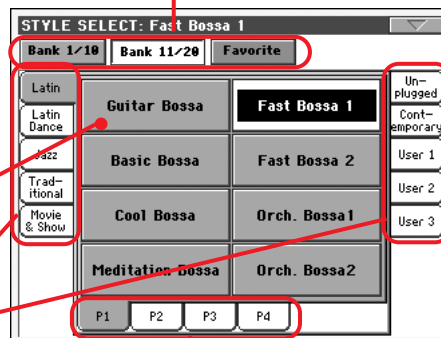 STYLE SELECT: Fast Bossa 1
Bank 1/10 Bank 11/20 Favorite
Latin
Latin
Dance
Jazz
Trad-
itional
Movie
& Show
Guitar Bossa Fast Bossa 1
Basic Bossa Fast Bossa 2
Cool Bossa Orch. Bossa1
Meditation Bossa Orch. Bossa2
Un-
plugged
Cont-
emporary
User 1
User 2
User 3
P1 P2 P3 P4